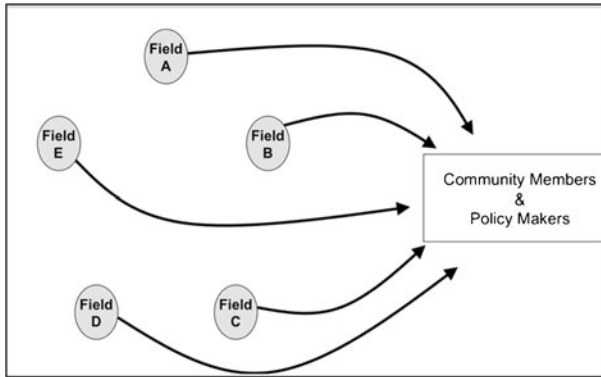 Field
A
Field
E
Field
B
Community Members
&
Policy Makers
Field
D
Field
C